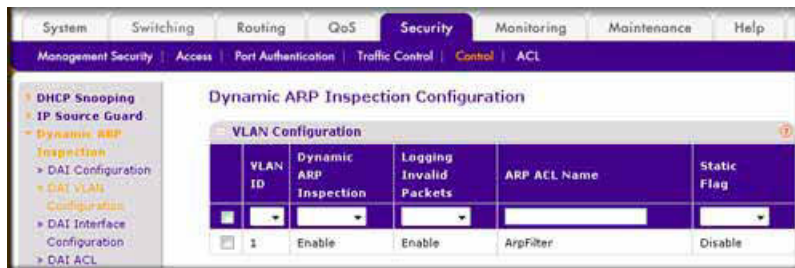 System Switching Routing QoS Security Monitoring Maintenance Help
Management Security Access Port Authentication Traffic Control Control ACL
DHCP Snooping
IP Source Guard
Dynamic ARP
Inspection
» DAI Configuration
» DAI VLAN
Configuration
» DAI Interface
Configuration
» DAI ACL
Dynamic ARP Inspection Configuration
VLAN Configuration
VLAN ID Dynamic ARP Inspection Logging Invalid Packets ARP ACL Name Static Flag
1 Enable Enable ArpFilter Disable